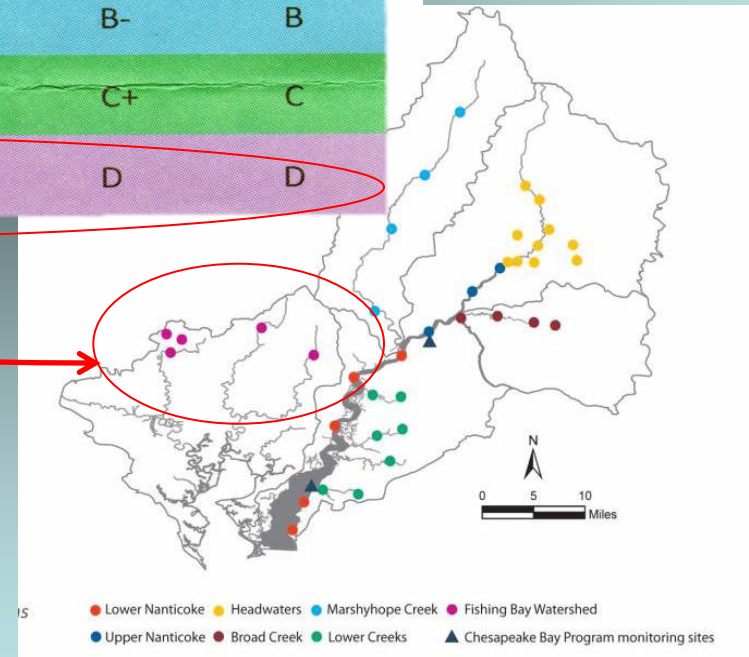 B- B
C+ C
D D
N
0 5 10
Miles
ns
Lower Nanticoke Headwaters Marshyhope Creek Fishing Bay Watershed
Upper Nanticoke Broad Creek Lower Creeks Chesapeake Bay Program monitoring sites